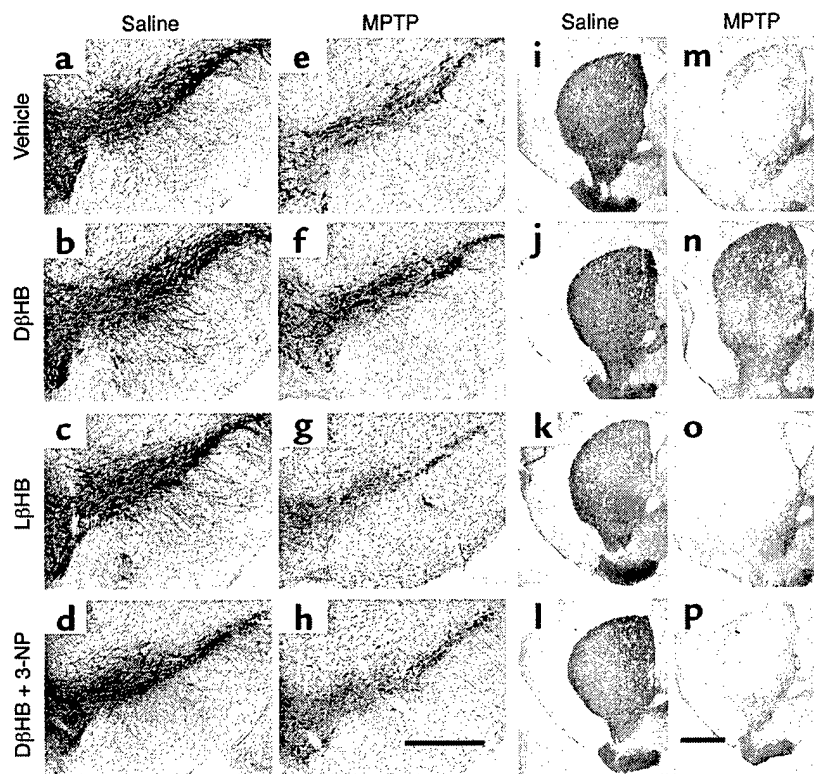 Saline MPTP Saline MPTP
Vehicle a e i m
DβHB b f j n
LβHB c g k o
DβHB + 3-NP d h l p